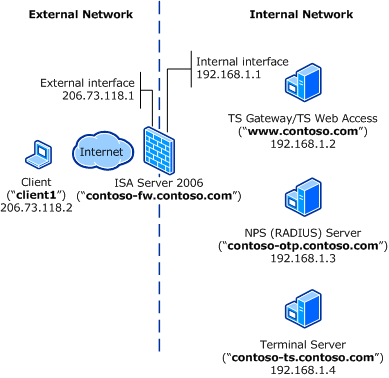 External Network
Internal Network
Internal interface
192.168.1.1
External interface
206.73.118.1
TS Gateway/TS Web Access
("www.contoso.com")
192.168.1.2
Internet
Client
("client1")
206.73.118.2
ISA Server 2006
("contoso-fw.contoso.com")
NPS (RADIUS) Server
("contoso-otp.contoso.com")
192.168.1.3
Terminal Server
("contoso-ts.contoso.com")
192.168.1.4